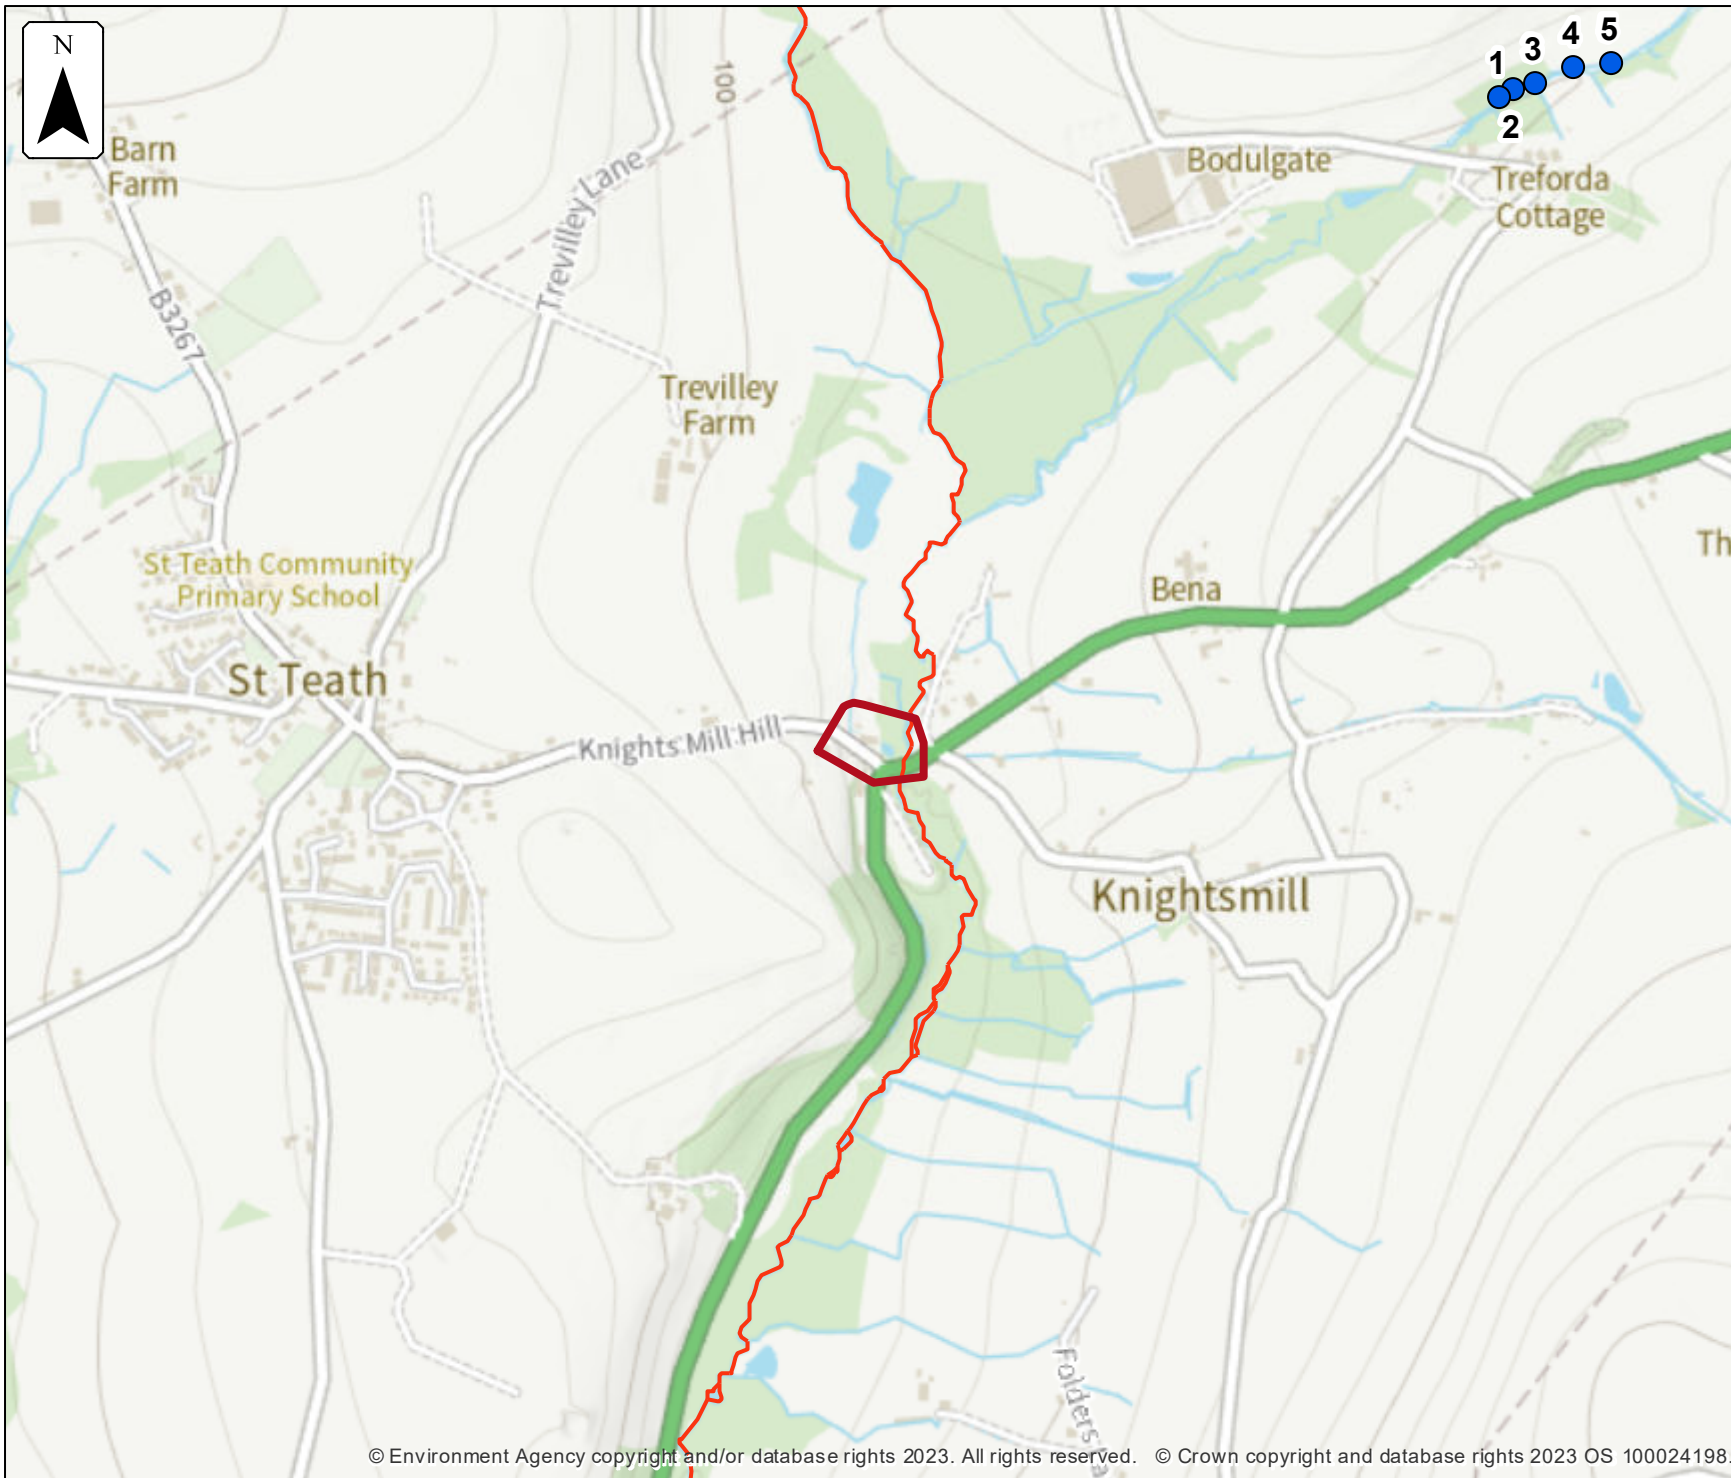 N
1
3
4
5
2
100
Barn
Farm
Bodulgate
Treforda
Cottage
Trevilley Lane
B3267
Trevilley
Farm
St Teath Community
Primary School
Th
Bena
St Teath
Knights Mill Hill
Knightsmill
Folders
© Environment Agency copyright and/or database rights 2023. All rights reserved. © Crown copyright and database rights 2023 OS 100024198.